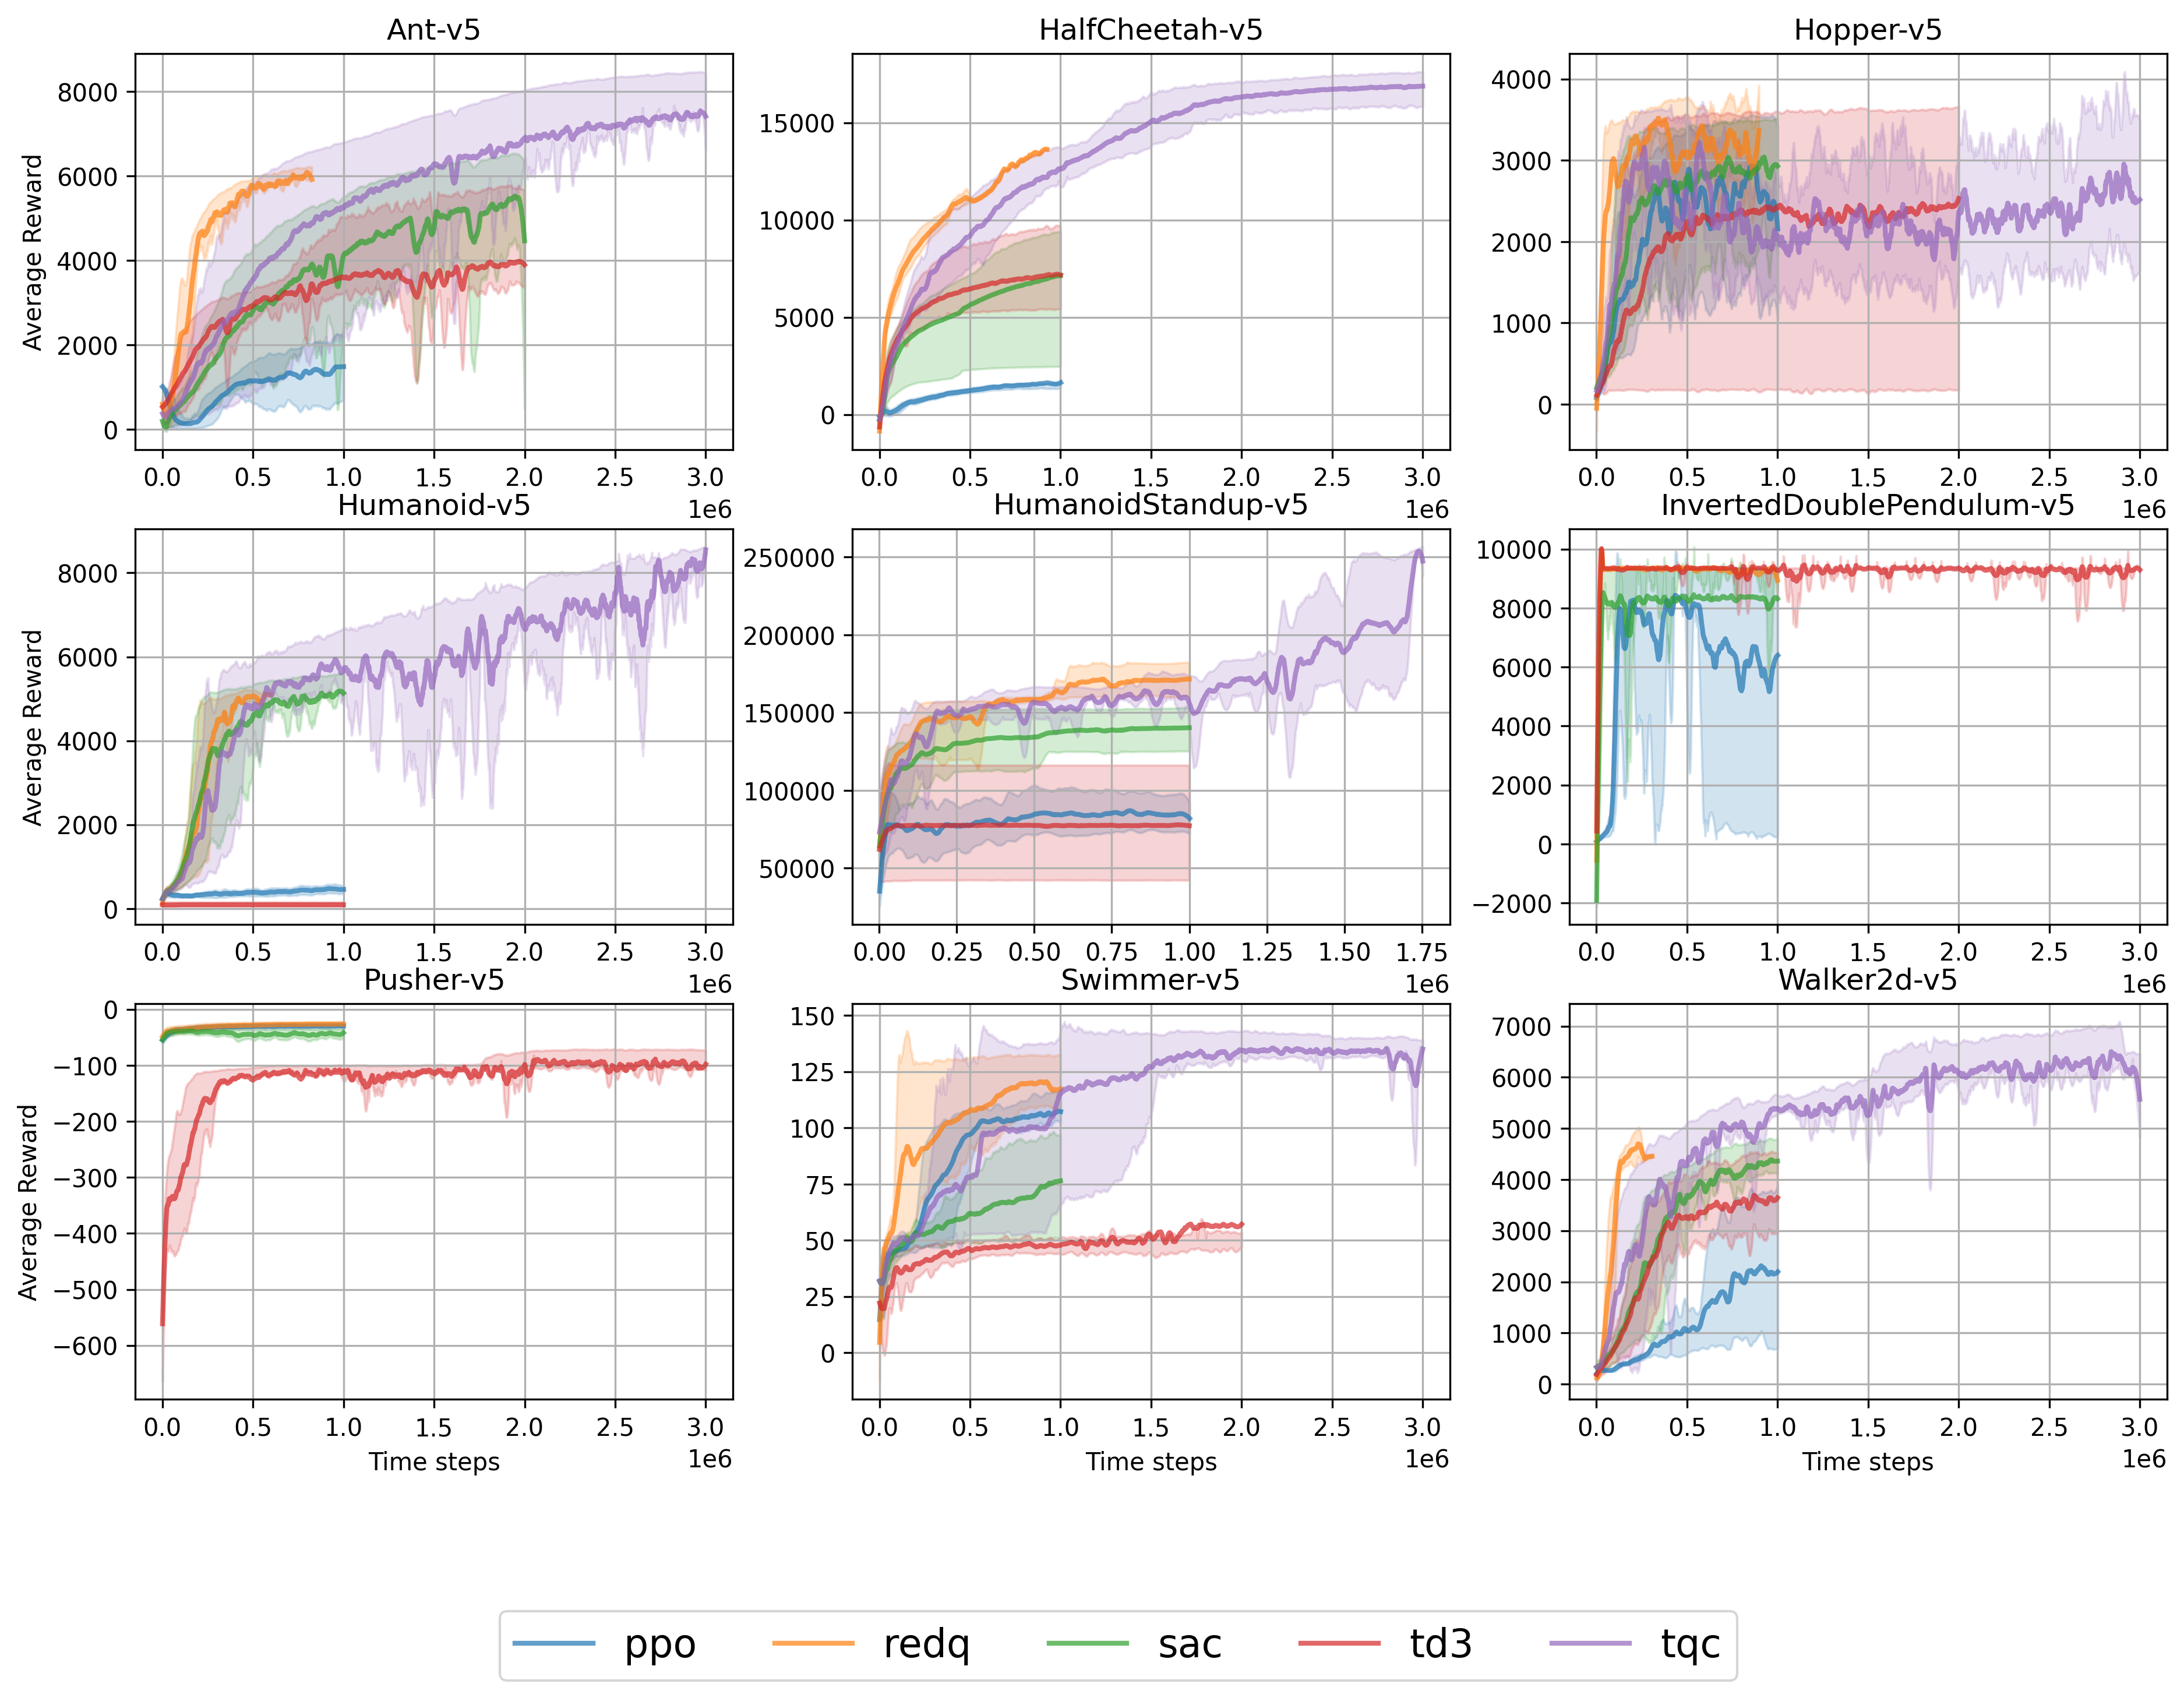 Ant-v5
HalfCheetah-v5
Hopper-v5
Average Reward
8000
6000
4000
2000
0
0.0 0.5 1.0 1.5 2.0 2.5 3.0
1e6
15000
10000
5000
0
0.0 0.5 1.0 1.5 2.0 2.5 3.0
1e6
4000
3000
2000
1000
0
0.0 0.5 1.0 1.5 2.0 2.5 3.0
1e6
Humanoid-v5
HumanoidStandup-v5
InvertedDoublePendulum-v5
Average Reward
8000
6000
4000
2000
0
0.0 0.5 1.0 1.5 2.0 2.5 3.0
1e6
250000
200000
150000
100000
50000
0.00 0.25 0.50 0.75 1.00 1.25 1.50 1.75
1e6
10000
8000
6000
4000
2000
0
−2000
0.0 0.5 1.0 1.5 2.0 2.5 3.0
1e6
Pusher-v5
Swimmer-v5
Walker2d-v5
Average Reward
0
−100
−200
−300
−400
−500
−600
0.0 0.5 1.0 1.5 2.0 2.5 3.0
Time steps
1e6
150
125
100
75
50
25
0
0.0 0.5 1.0 1.5 2.0 2.5 3.0
Time steps
1e6
7000
6000
5000
4000
3000
2000
1000
0
0.0 0.5 1.0 1.5 2.0 2.5 3.0
Time steps
1e6
ppo redq sac td3 tqc